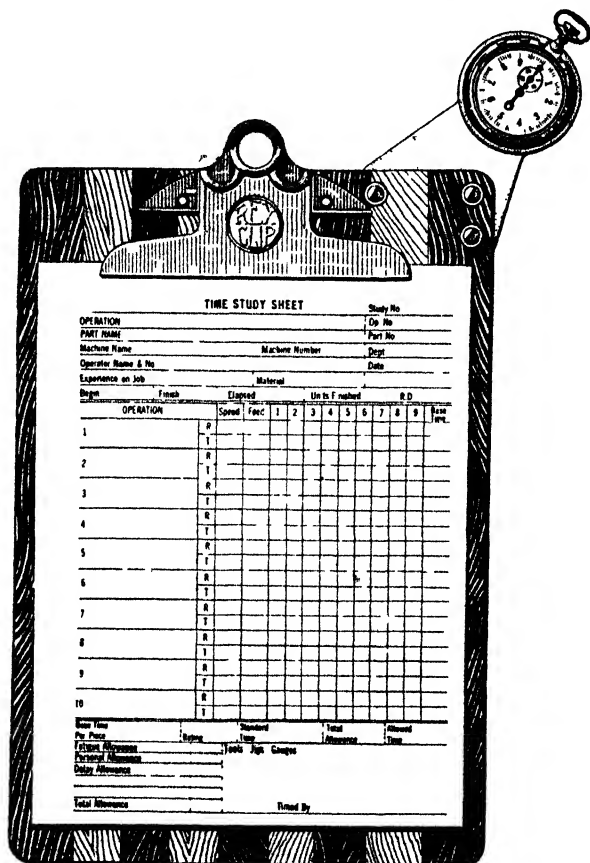 REX
CLIP
TIME STUDY SHEET
Study No
OPERATION Op No
PART NAME Part No
Machine Name Machine Number Dept
Operator Name & No Date
Experience on Job Material
Begin Finish Elapsed Units Finished R.D
OPERATION Speed Feed 1 2 3 4 5 6 7 8 9 Base
R
1
T
R
2
T
R
3
T
R
4
T
R
5
T
R
6
T
R
7
T
R
8
T
R
9
T
R
10
T
Base Time Standard Total Allowed
Per Piece Rating Time Allowance Time
Fatigue Allowance Tools Jigs Gauges
Personal Allowance
Delay Allowance
Total Allowance Timed By